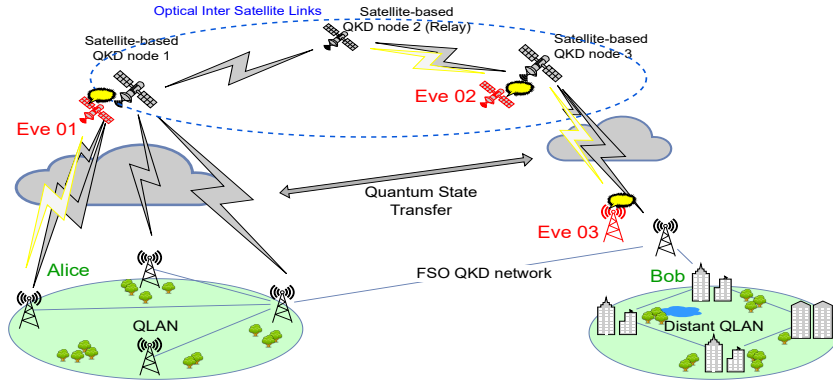 Optical Inter Satellite Links
Satellite-based
QKD node 2 (Relay)
Satellite-based
QKD node 1
Satellite-based
QKD node 3
Eve 02
Eve 01
Quantum State
Transfer
Eve 03
Alice
FSO QKD network
Bob
QLAN
Distant QLAN